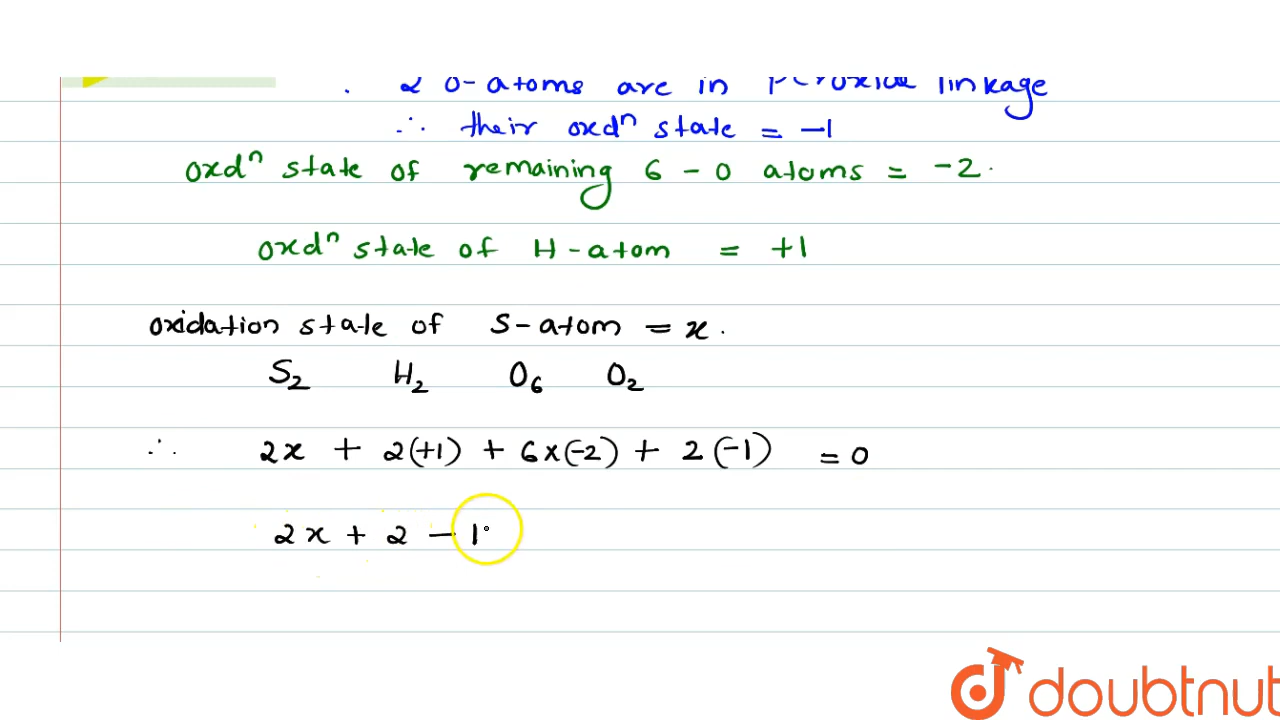 2 O-atoms are in peroxide linkage
∴ their oxdⁿ state = -1
oxdⁿ state of remaining 6 - O atoms = -2.
oxdⁿ state of H-atom = +1
oxidation state of S-atom = x.
S₂ H₂ O₆ O₂
∴ 2x + 2(+1) + 6x(-2) + 2(-1) = 0
2x + 2 - 1
doubtnut